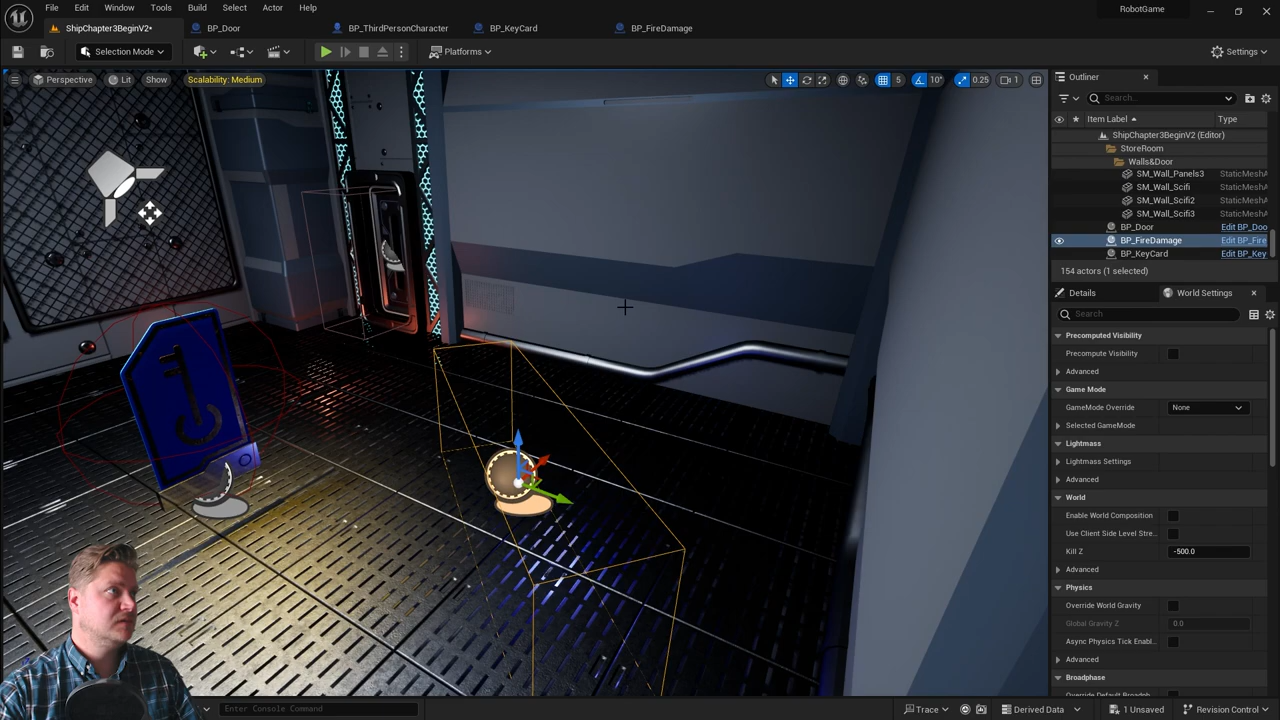 File Edit Window Tools Build Select Actor Help
RobotGame
ShipChapter3BeginV2*
BP_Door
BP_ThirdPersonCharacter
BP_KeyCard
BP_FireDamage
Selection Mode
Platforms
Settings
Perspective
Lit
Show
Scalability: Medium
5
10°
0.25
1
Outliner
Search...
Item Label
Type
ShipChapter3BeginV2 (Editor)
StoreRoom
Walls&Door
SM_Wall_Panels3 StaticMeshA
SM_Wall_Scifi StaticMeshA
SM_Wall_Scifi2 StaticMeshA
SM_Wall_Scifi3 StaticMeshA
BP_Door Edit BP_Doo
BP_FireDamage Edit BP_Fire
BP_KeyCard Edit BP_Key
154 actors (1 selected)
Details
World Settings
Search
Precomputed Visibility
Precompute Visibility
Advanced
Game Mode
GameMode Override None
Selected GameMode
Lightmass
Lightmass Settings
Advanced
World
Enable World Composition
Use Client Side Level Stre...
Kill Z -500.0
Advanced
Physics
Override World Gravity
Global Gravity Z 0.0
Async Physics Tick Enabl...
Advanced
Broadphase
Override Default Broadph...
Enter Console Command
Trace
Derived Data
1 Unsaved
Revision Control